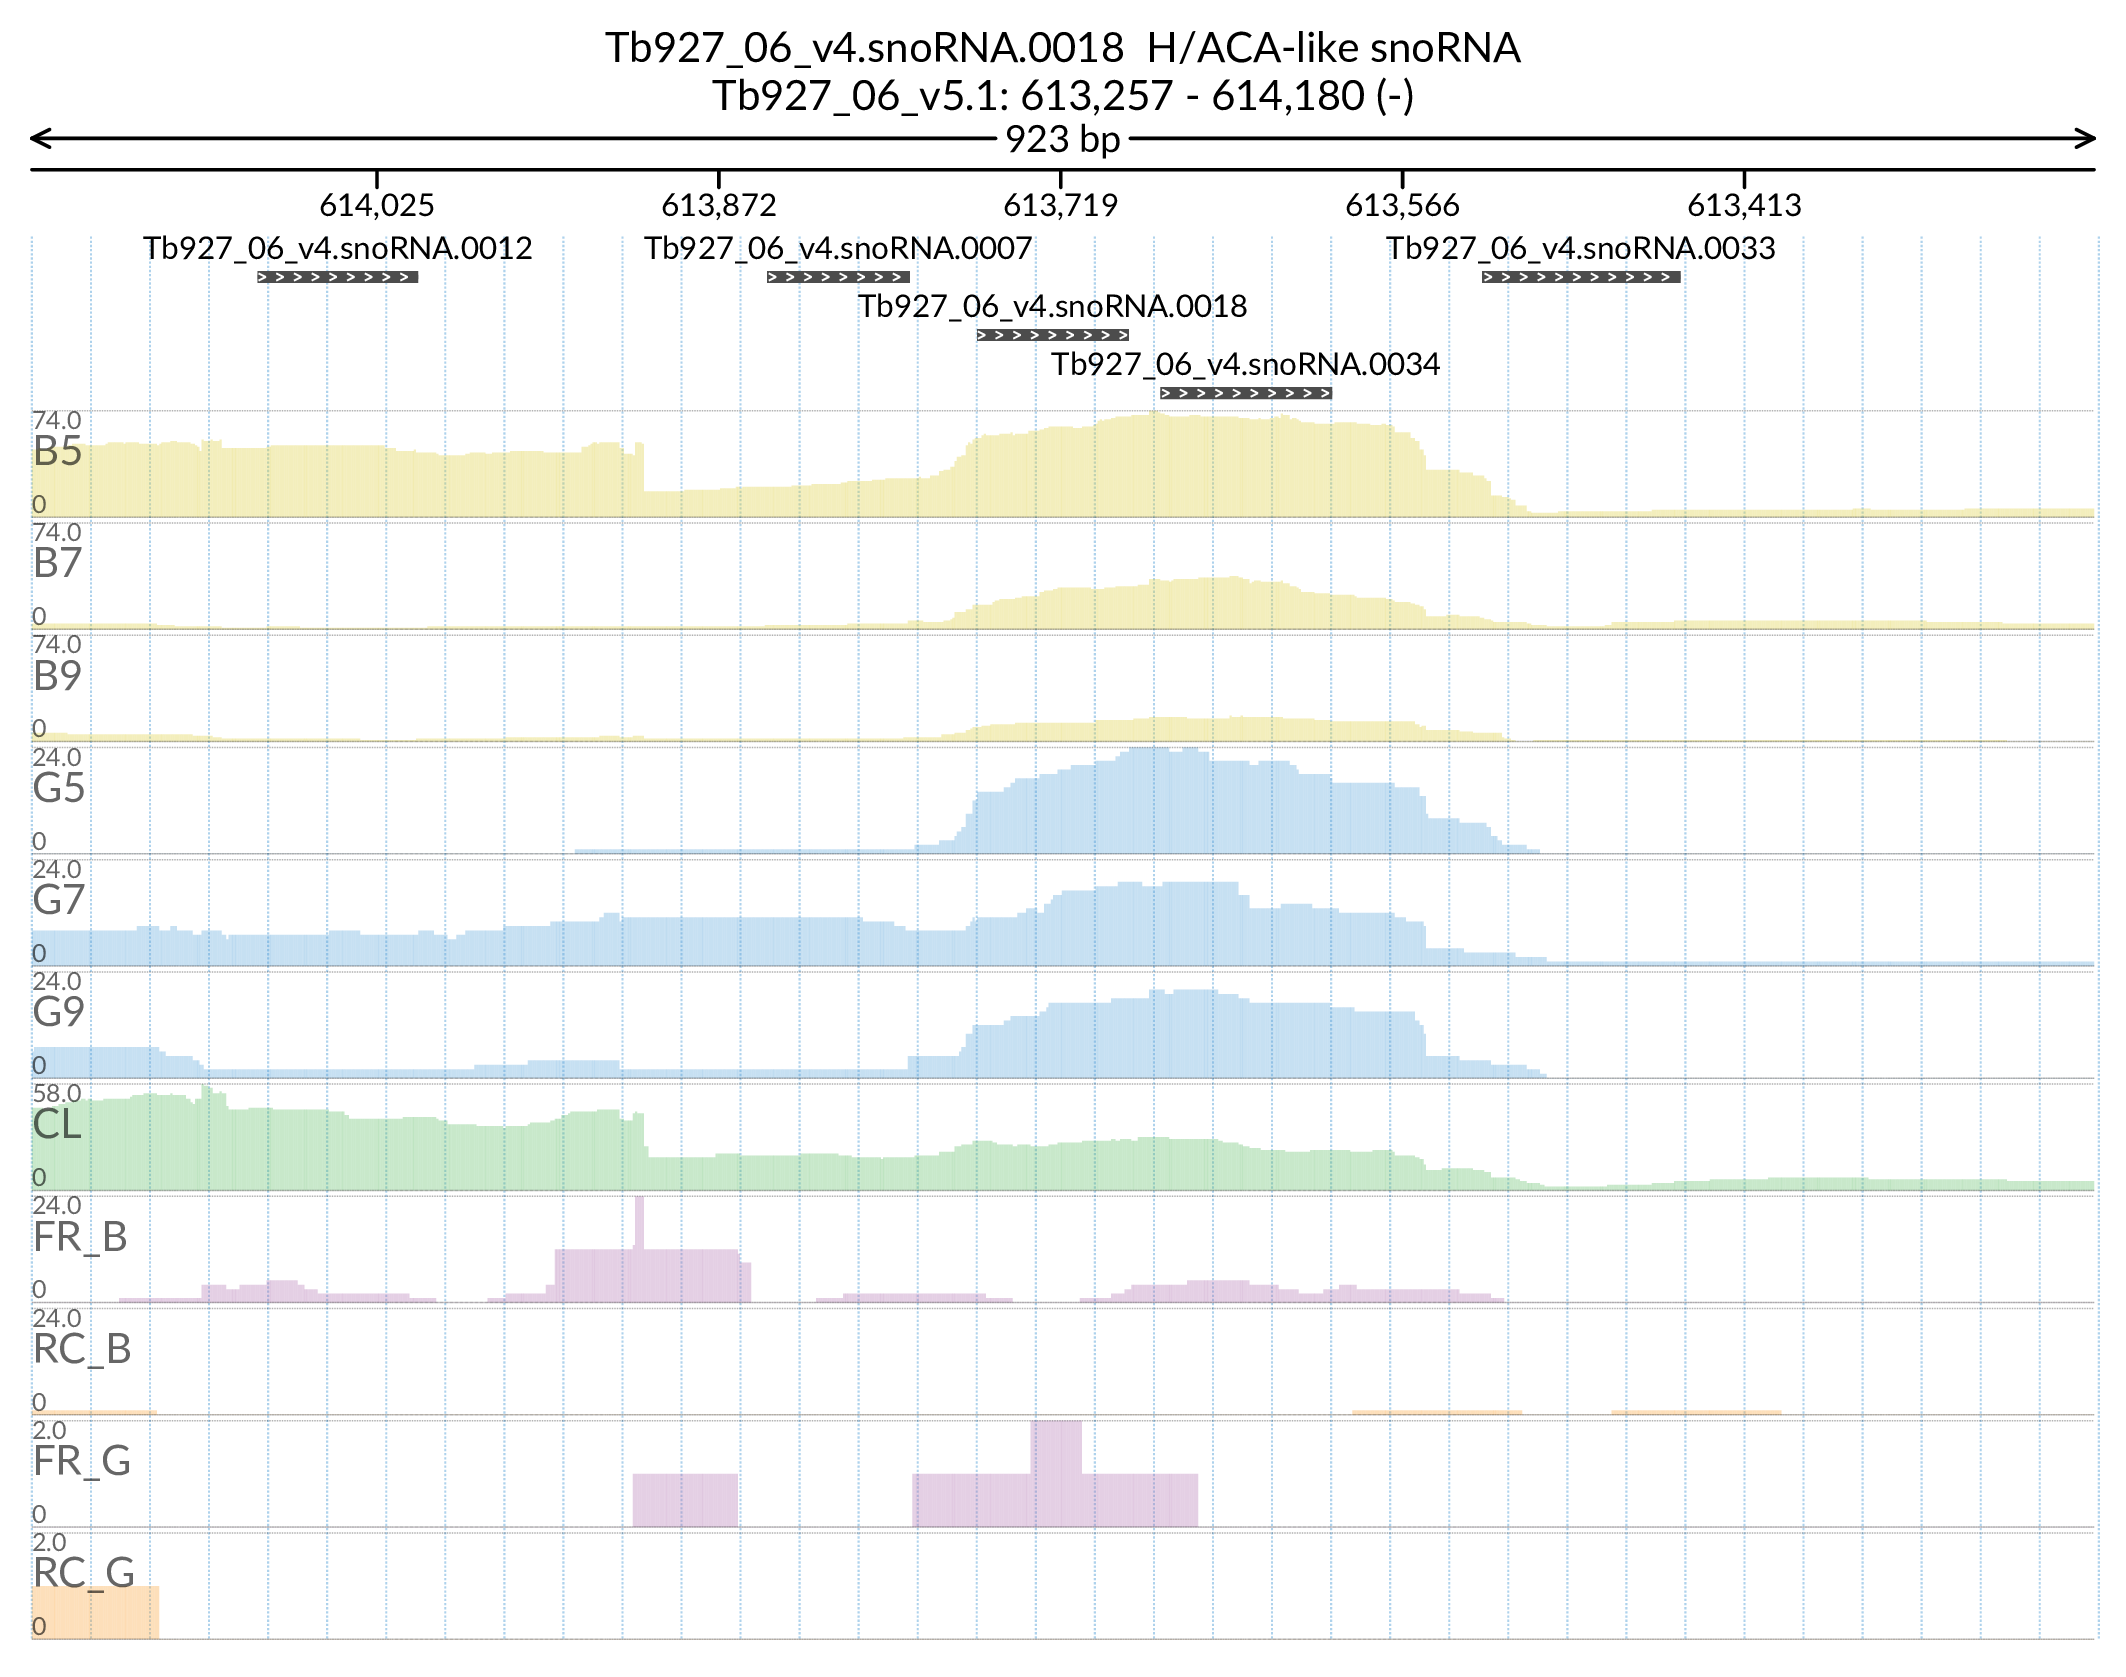 Tb927_06_v4.snoRNA.0018 H/ACA-like snoRNA
Tb927_06_v5.1: 613,257 - 614,180 (-)
923 bp
614,025 613,872 613,719 613,566 613,413
Tb927_06_v4.snoRNA.0012 Tb927_06_v4.snoRNA.0007 Tb927_06_v4.snoRNA.0033
Tb927_06_v4.snoRNA.0018
Tb927_06_v4.snoRNA.0034
74.0
B5
0
74.0
B7
0
74.0
B9
0
24.0
G5
0
24.0
G7
0
24.0
G9
0
58.0
CL
0
24.0
FR_B
0
24.0
RC_B
0
2.0
FR_G
0
2.0
RC_G
0